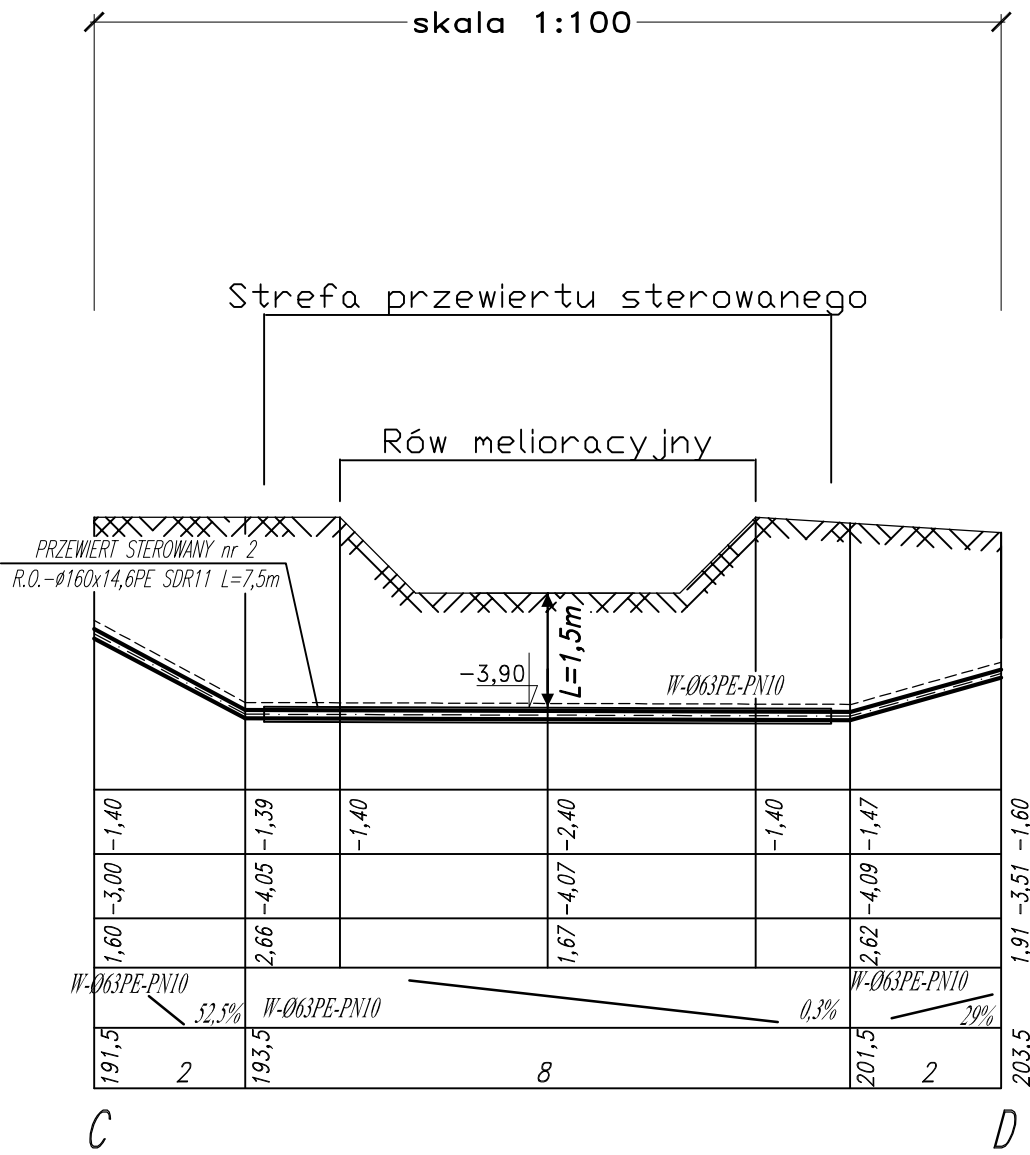 skala 1:100
Strefa przewiertu sterowanego
Rów melioracyjny
PRZEWIERT STEROWANY nr 2
R.O.-ø160x14,6PE SDR11 L=7,5m
-3,90
L=1,5m
W-Ø63PE-PN10
-1,40 -1,39 -1,40 -2,40 -1,40 -1,47 -1,60
-3,00 -4,05 -4,07 -4,09 -3,51
1,60 2,66 1,67 2,62 1,91
W-Ø63PE-PN10 52,5% W-Ø63PE-PN10 0,3% W-Ø63PE-PN10 29%
191,5 2 193,5 8 201,5 2 203,5
C D